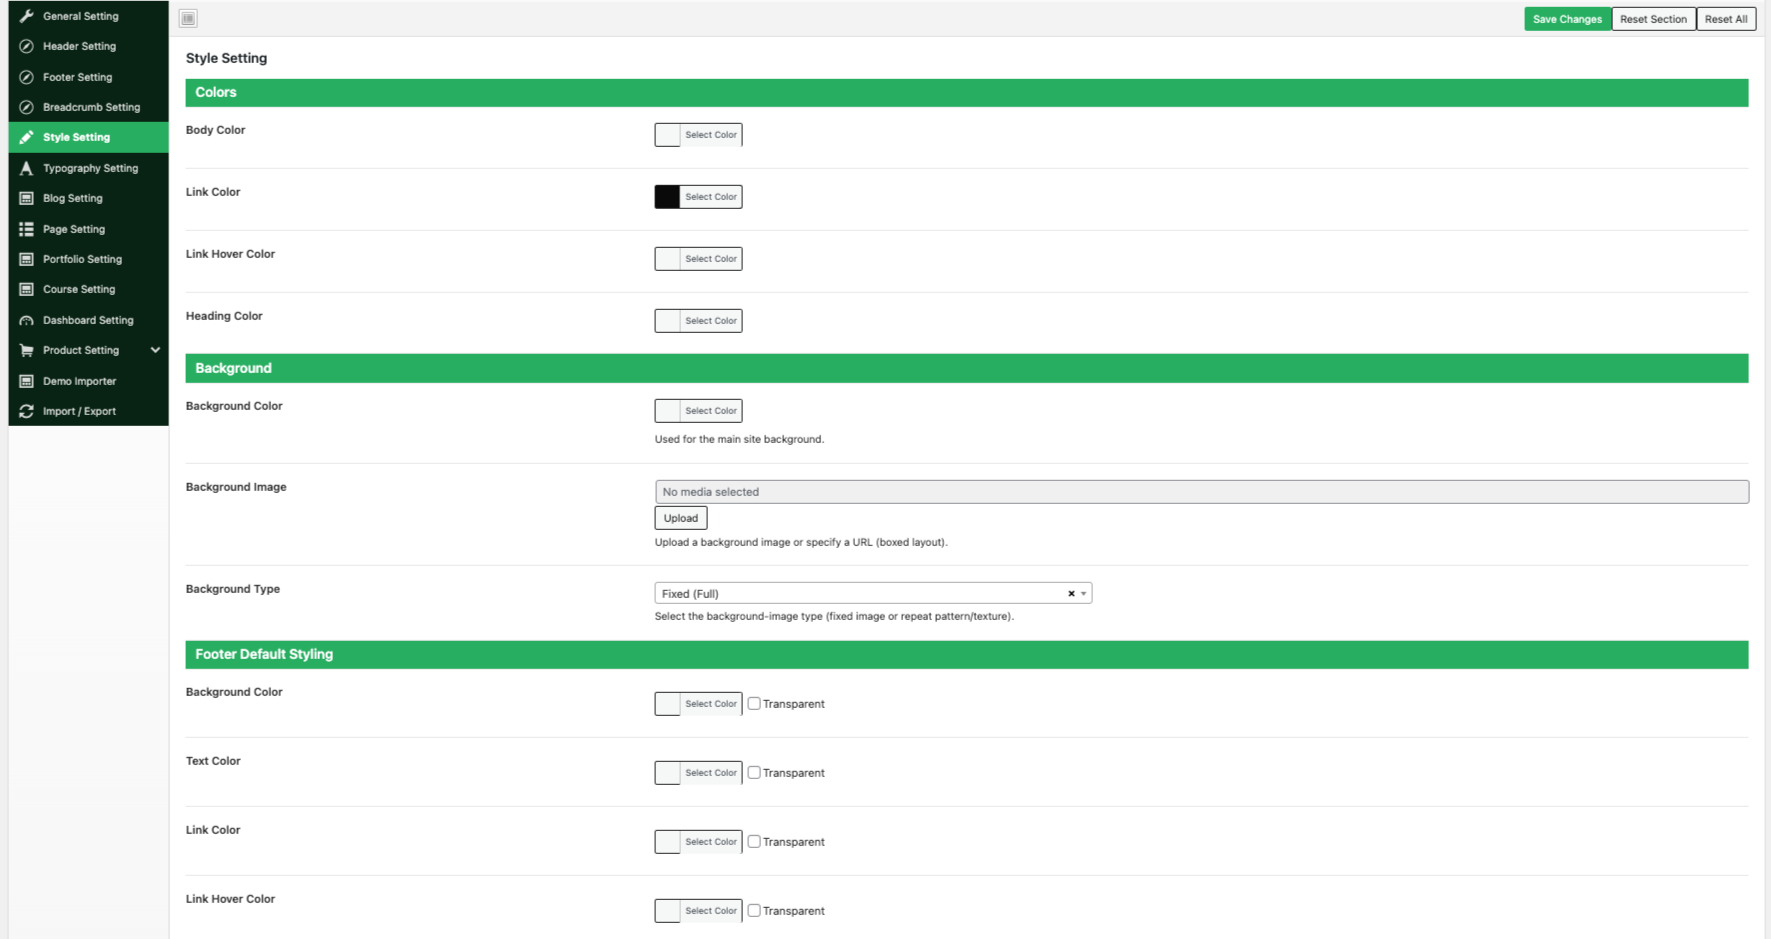 General Setting
Header Setting
Footer Setting
Breadcrumb Setting
Style Setting
Typography Setting
Blog Setting
Page Setting
Portfolio Setting
Course Setting
Dashboard Setting
Product Setting
Demo Importer
Import / Export
Save Changes Reset Section Reset All
Style Setting
Colors
Body Color Select Color
Link Color Select Color
Link Hover Color Select Color
Heading Color Select Color
Background
Background Color Select Color
Used for the main site background.
Background Image No media selected
Upload
Upload a background image or specify a URL (boxed layout).
Background Type Fixed (Full)
Select the background-image type (fixed image or repeat pattern/texture).
Footer Default Styling
Background Color Select Color Transparent
Text Color Select Color Transparent
Link Color Select Color Transparent
Link Hover Color Select Color Transparent